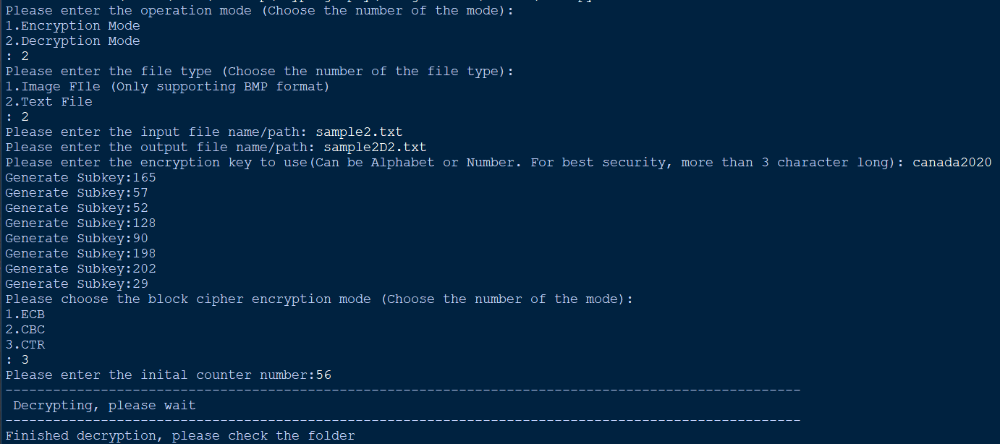 Please enter the operation mode (Choose the number of the mode):
1.Encryption Mode
2.Decryption Mode
: 2
Please enter the file type (Choose the number of the file type):
1.Image FIle (Only supporting BMP format)
2.Text File
: 2
Please enter the input file name/path: sample2.txt
Please enter the output file name/path: sample2D2.txt
Please enter the encryption key to use(Can be Alphabet or Number. For best security, more than 3 character long): canada2020
Generate Subkey:165
Generate Subkey:57
Generate Subkey:52
Generate Subkey:128
Generate Subkey:90
Generate Subkey:198
Generate Subkey:202
Generate Subkey:29
Please choose the block cipher encryption mode (Choose the number of the mode):
1.ECB
2.CBC
3.CTR
: 3
Please enter the inital counter number:56
----------------------------------------------------------------------------------------------------
Decrypting, please wait
----------------------------------------------------------------------------------------------------
Finished decryption, please check the folder